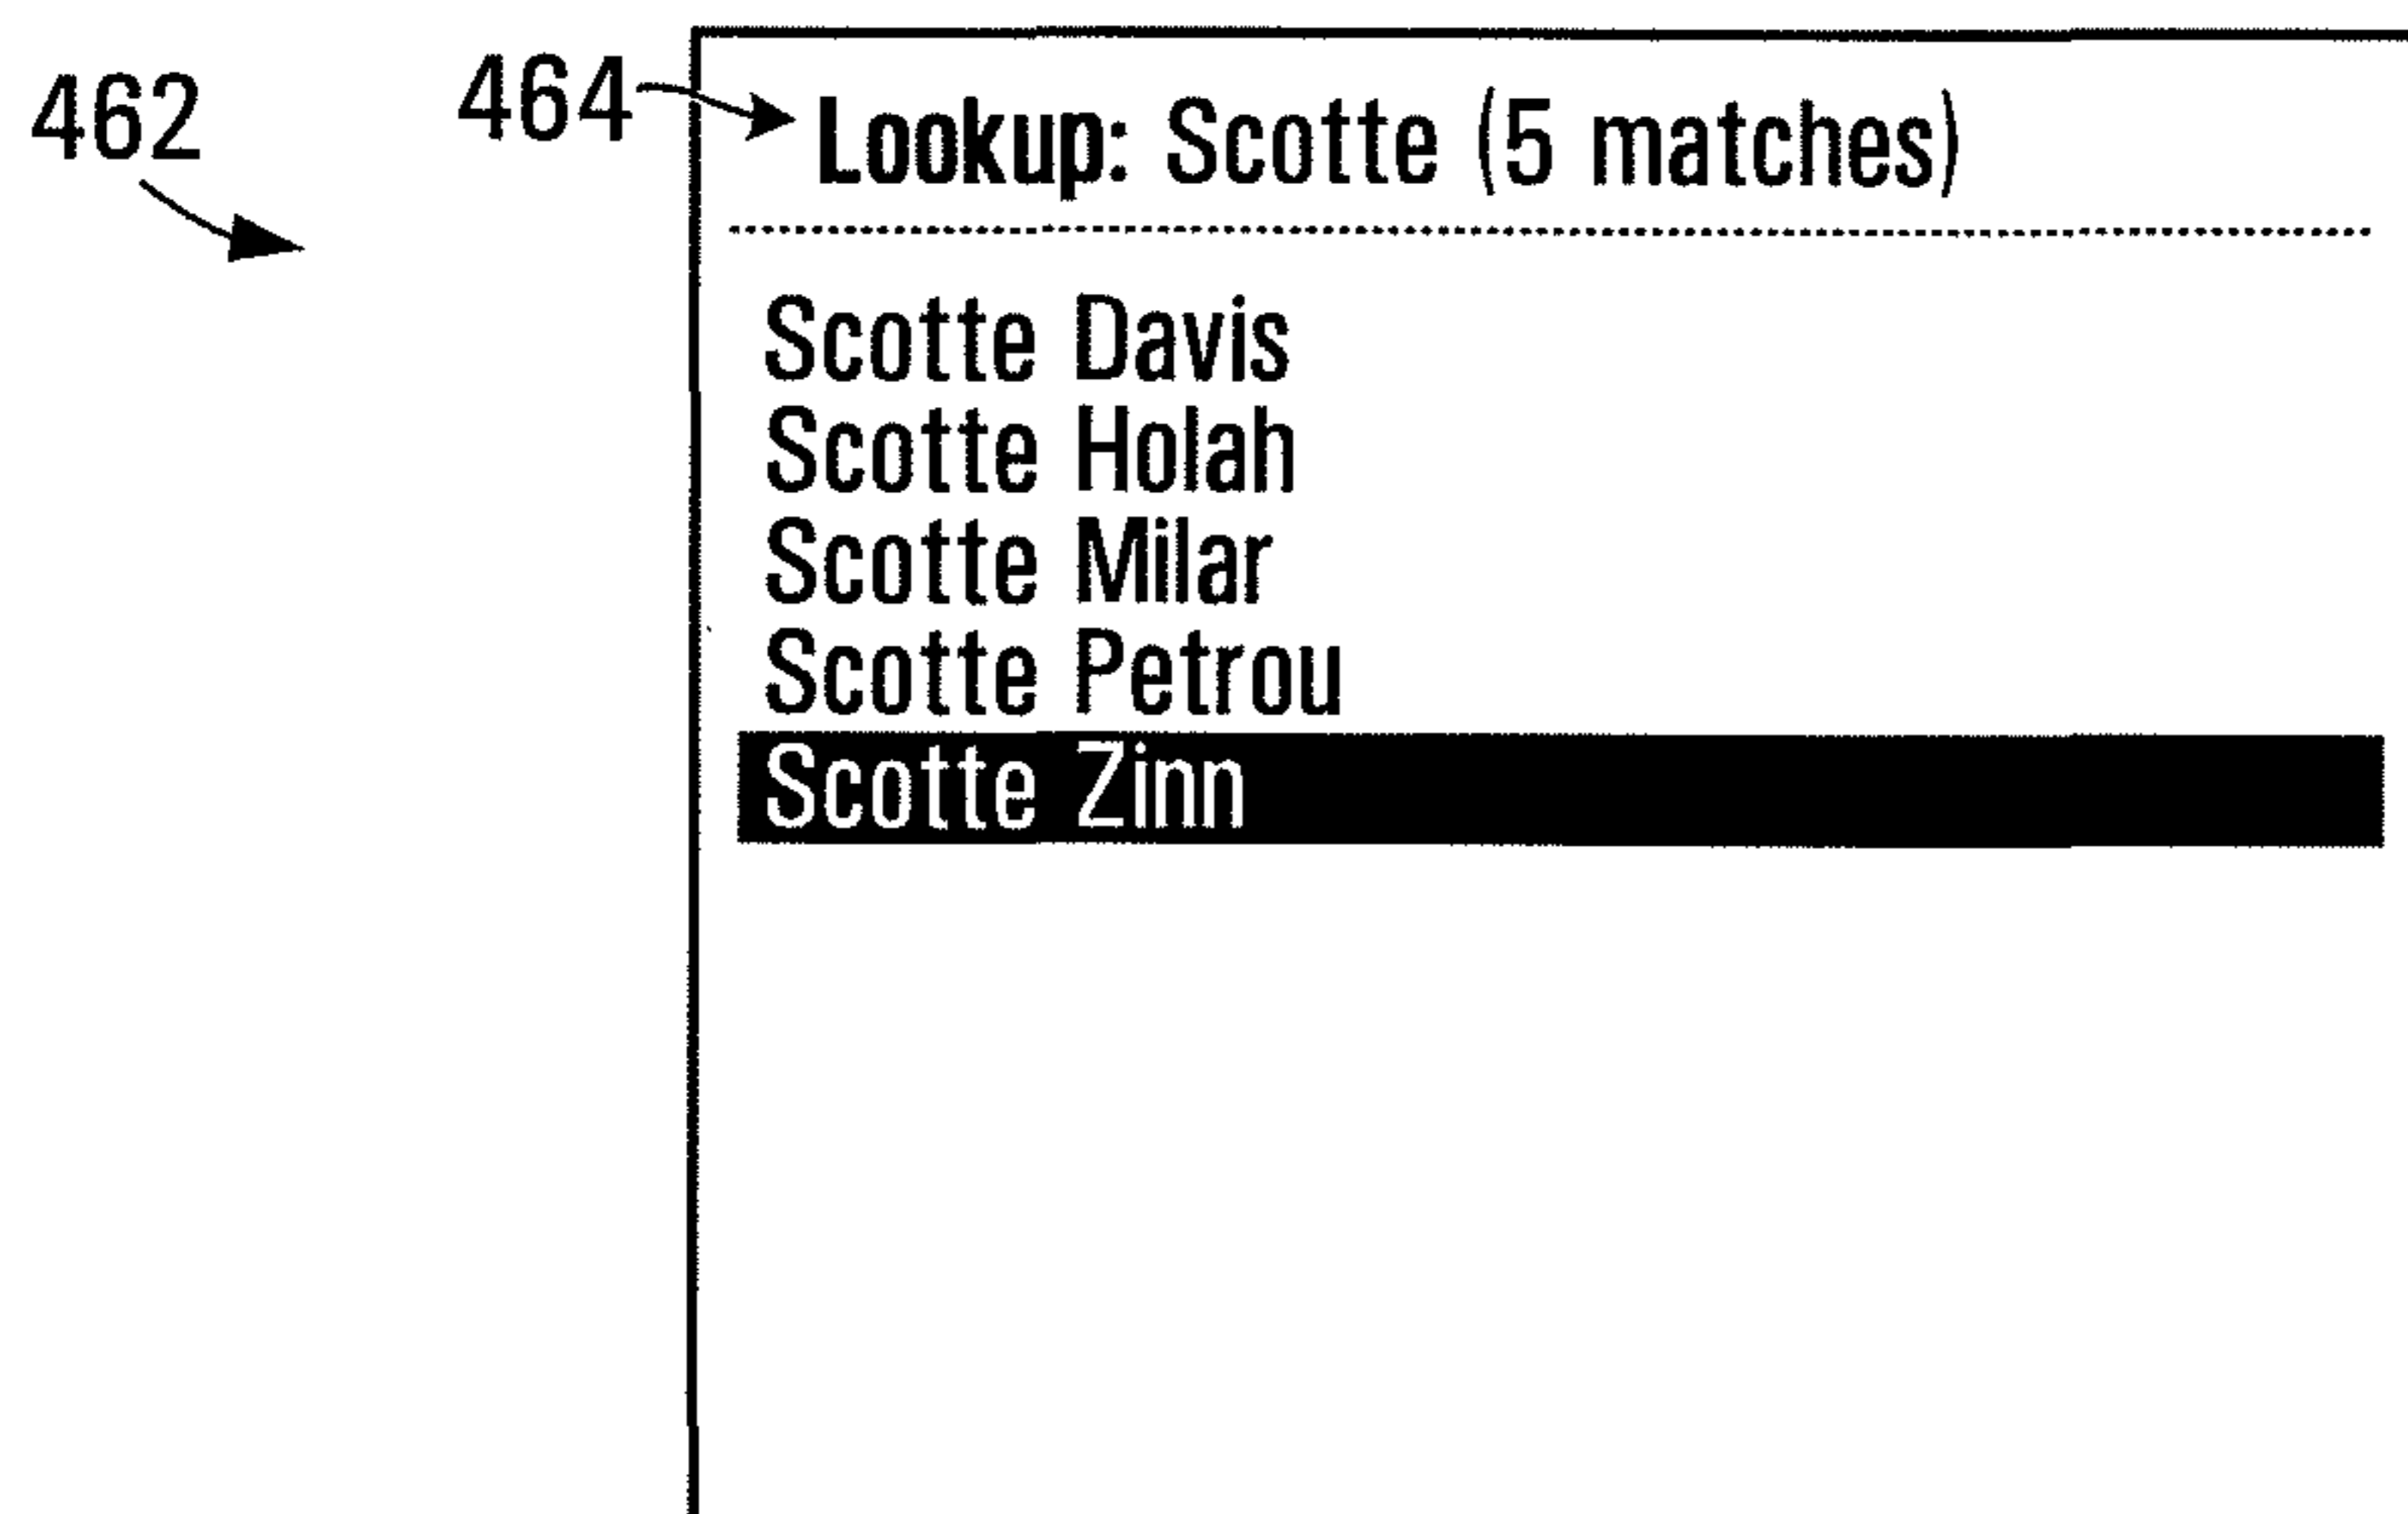 462
464
Lookup: Scotte (5 matches)
Scotte Davis
Scotte Holah
Scotte Milar
Scotte Petrou
Scotte Zinn